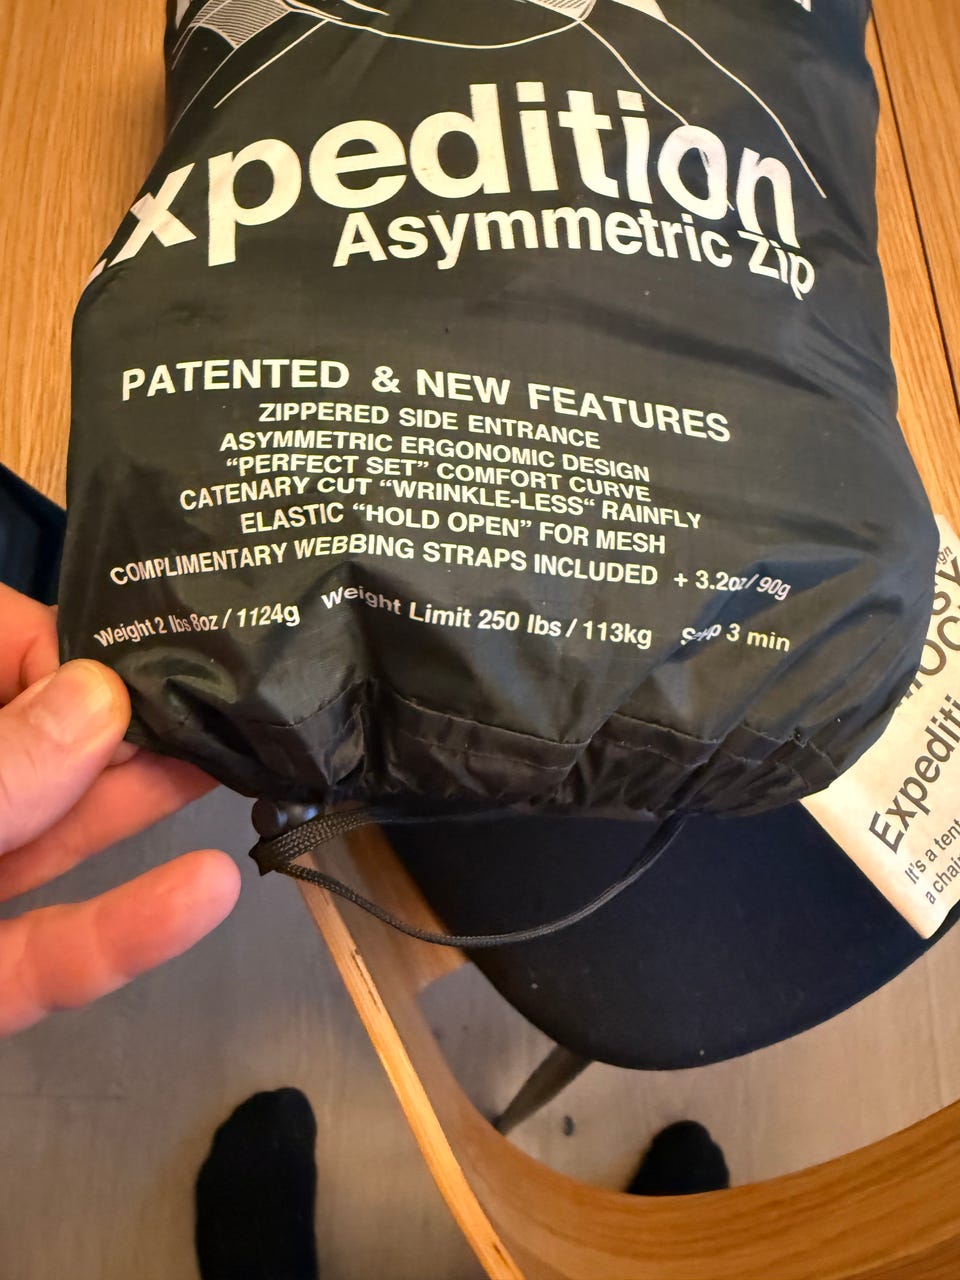 xpedition
Asymmetric Zip
PATENTED & NEW FEATURES
ZIPPERED SIDE ENTRANCE
ASYMMETRIC ERGONOMIC DESIGN
“PERFECT SET” COMFORT CURVE
CATENARY CUT “WRINKLE-LESS“ RAINFLY
ELASTIC “HOLD OPEN” FOR MESH
COMPLIMENTARY WEBBING STRAPS INCLUDED + 3.2oz/ 90g
Weight 2 lbs 8oz / 1124g Weight Limit 250 lbs / 113kg 3 min
Expediti
It's a tent
a chai